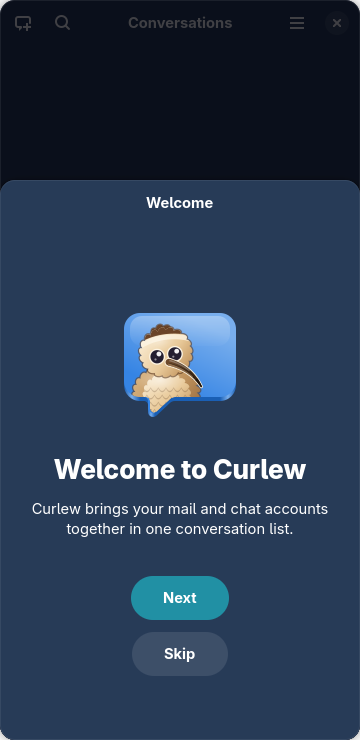 Conversations
Welcome
Welcome to Curlew
Curlew brings your mail and chat accounts
together in one conversation list.
Next
Skip